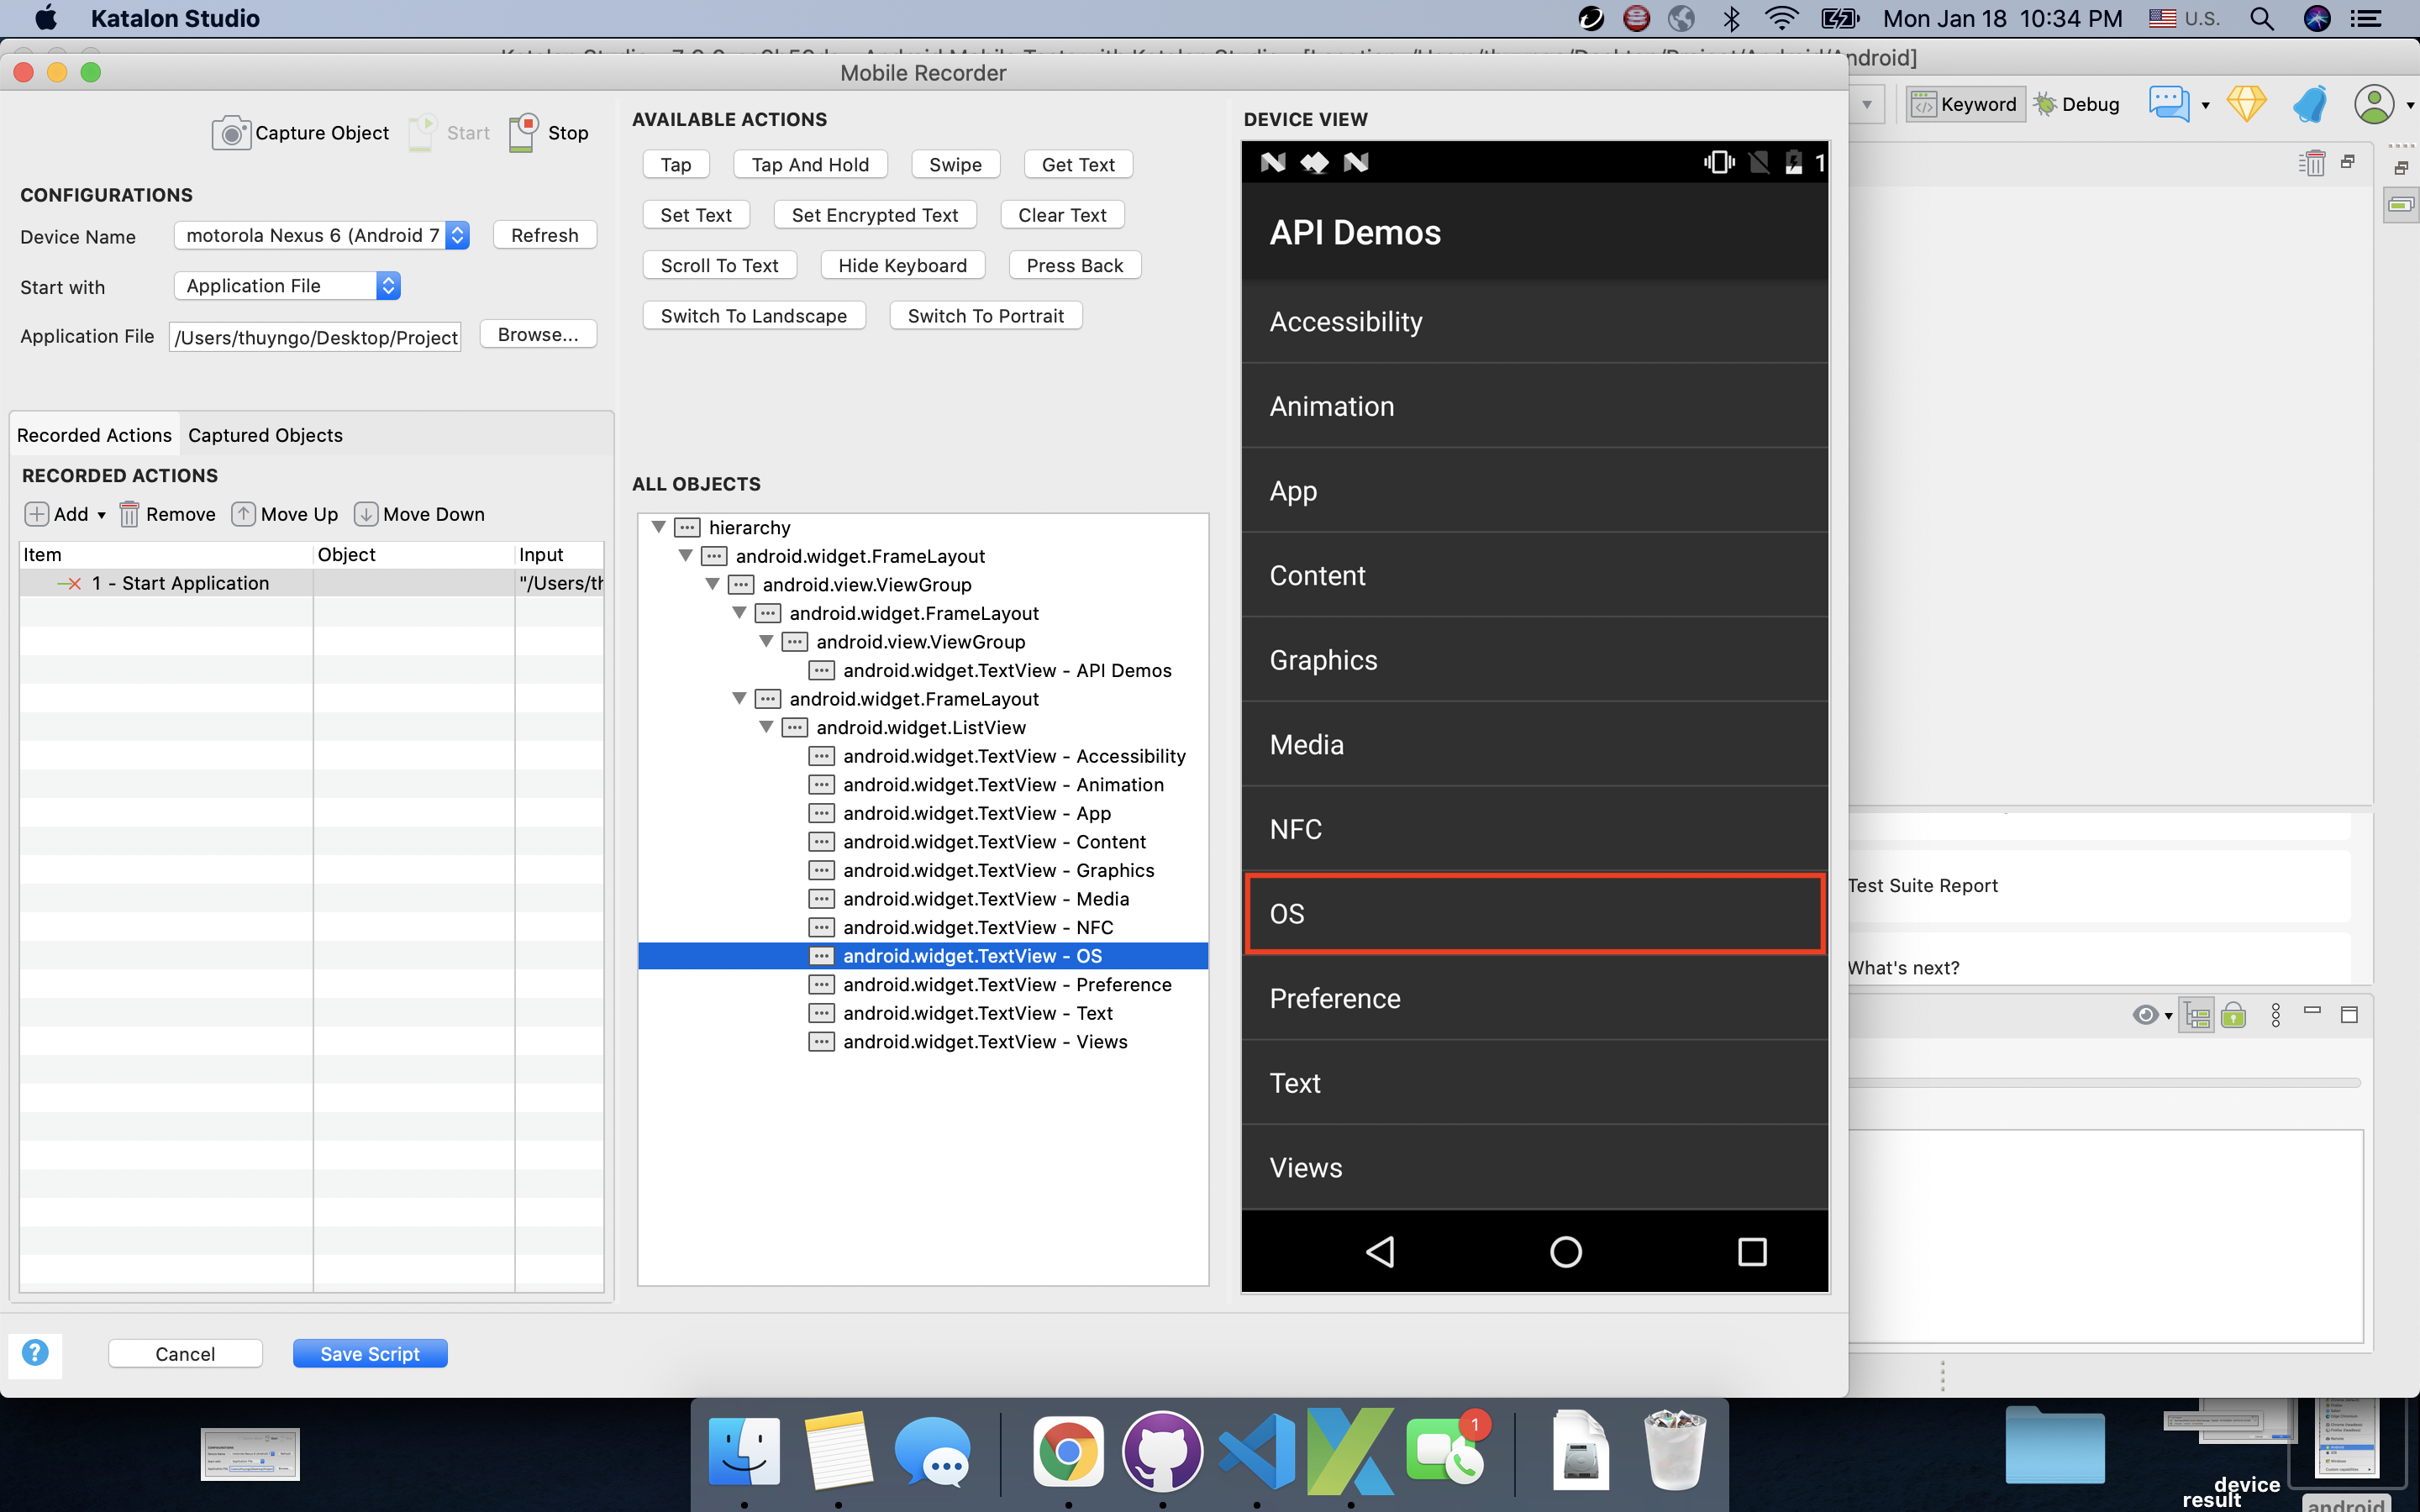 Katalon Studio
Mon Jan 18 10:34 PM
U.S.
Mobile Recorder
ndroid]
Capture Object
Start
Stop
CONFIGURATIONS
Device Name
motorola Nexus 6 (Android 7
Refresh
Start with
Application File
Application File
/Users/thuyngo/Desktop/Project
Browse...
Recorded Actions
Captured Objects
RECORDED ACTIONS
Add
Remove
Move Up
Move Down
Item
Object
Input
1 - Start Application
"/Users/th
Cancel
Save Script
AVAILABLE ACTIONS
Tap
Tap And Hold
Swipe
Get Text
Set Text
Set Encrypted Text
Clear Text
Scroll To Text
Hide Keyboard
Press Back
Switch To Landscape
Switch To Portrait
ALL OBJECTS
hierarchy
android.widget.FrameLayout
android.view.ViewGroup
android.widget.FrameLayout
android.view.ViewGroup
android.widget.TextView - API Demos
android.widget.FrameLayout
android.widget.ListView
android.widget.TextView - Accessibility
android.widget.TextView - Animation
android.widget.TextView - App
android.widget.TextView - Content
android.widget.TextView - Graphics
android.widget.TextView - Media
android.widget.TextView - NFC
android.widget.TextView - OS
android.widget.TextView - Preference
android.widget.TextView - Text
android.widget.TextView - Views
DEVICE VIEW
1
API Demos
Accessibility
Animation
App
Content
Graphics
Media
NFC
OS
Preference
Text
Views
Keyword
Debug
Test Suite Report
What's next?
1
device
result
android